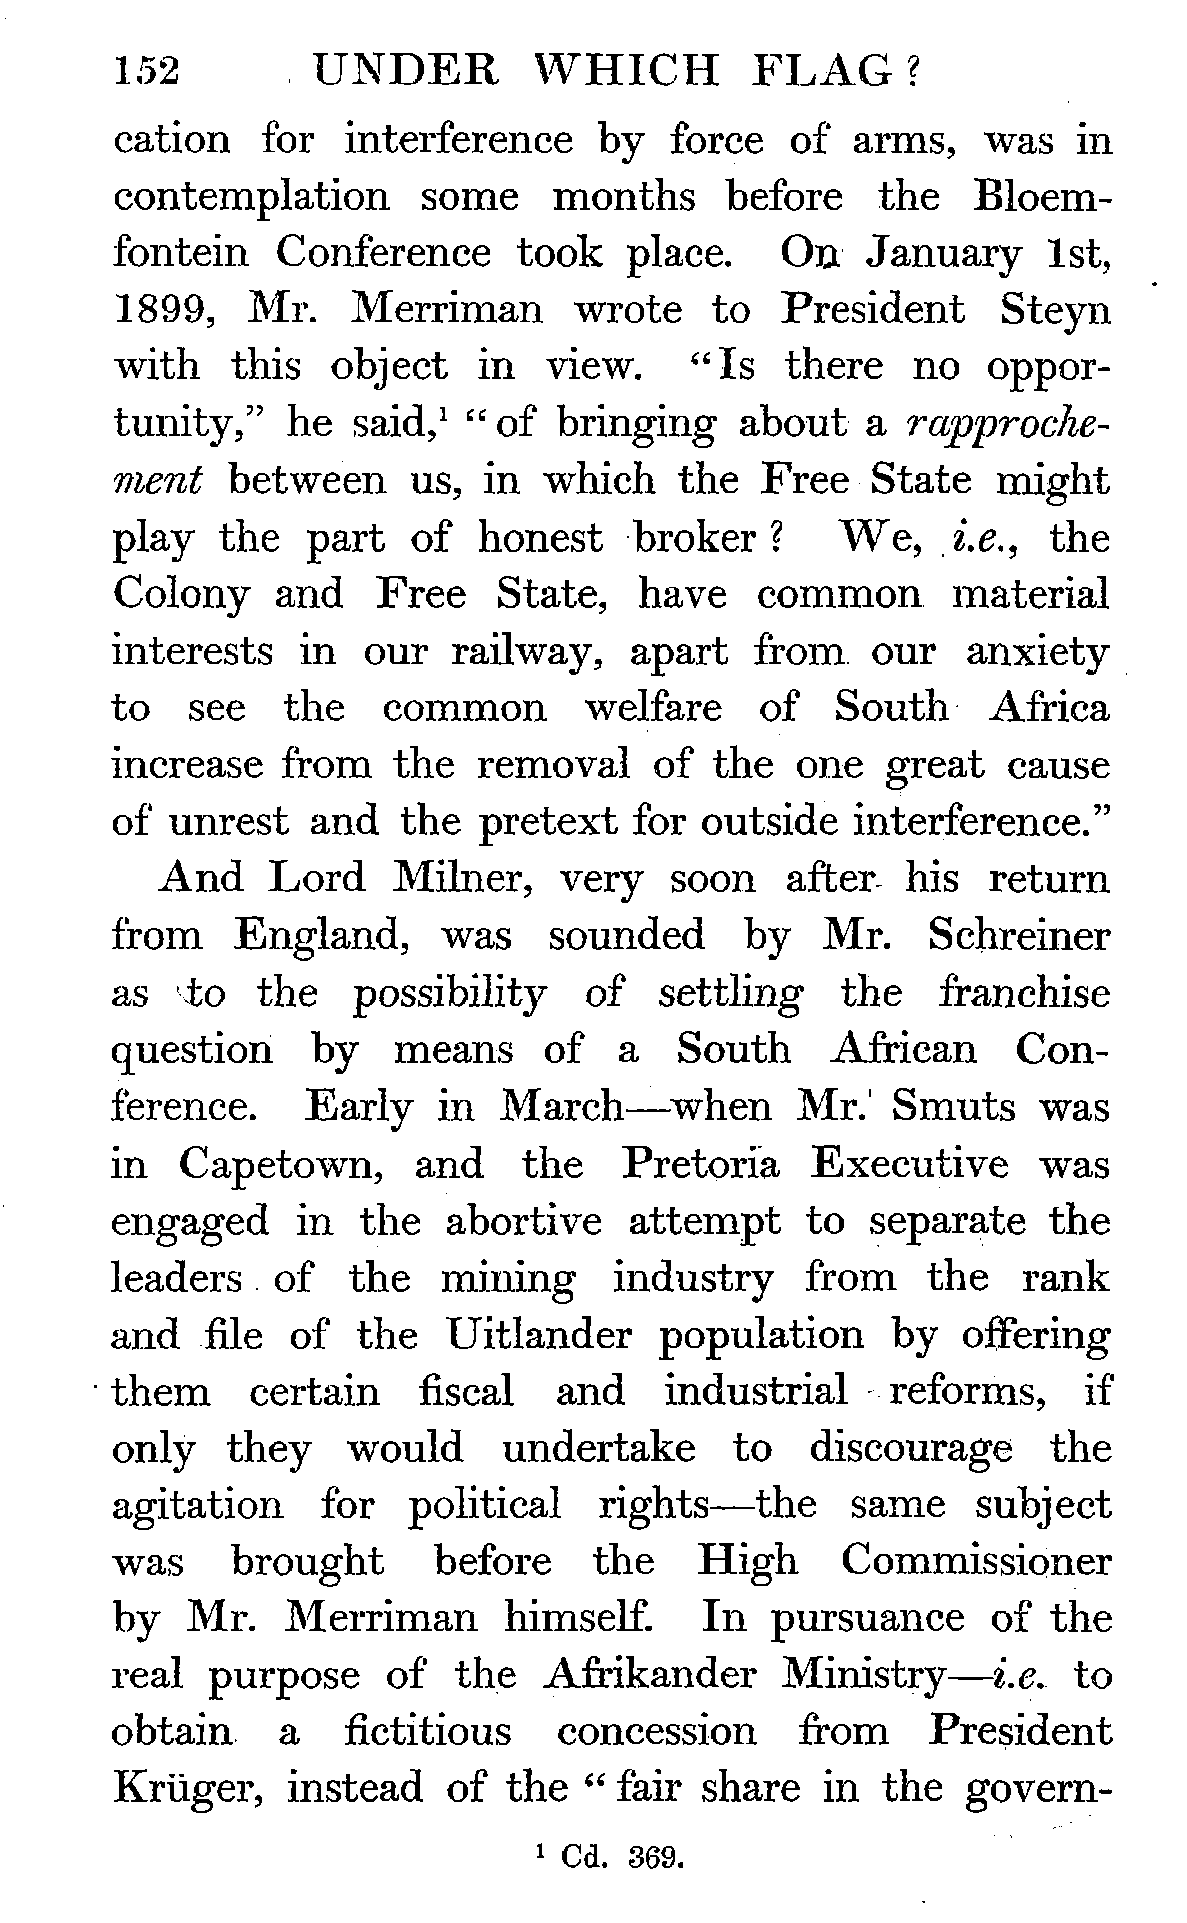 152 UNDER WHICH FLAG?
cation for interference by force of arms, was in
contemplation some months before the Bloem-
fontein Conference took place. On January 1st,
1899, Mr. Merriman wrote to President Steyn
with this object in view. “Is there no oppor-
tunity,” he said,¹ “of bringing about a rapproche-
ment between us, in which the Free State might
play the part of honest broker? We, i.e., the
Colony and Free State, have common material
interests in our railway, apart from our anxiety
to see the common welfare of South Africa
increase from the removal of the one great cause
of unrest and the pretext for outside interference.”
And Lord Milner, very soon after his return
from England, was sounded by Mr. Schreiner
as to the possibility of settling the franchise
question by means of a South African Con-
ference. Early in March—when Mr. Smuts was
in Capetown, and the Pretoria Executive was
engaged in the abortive attempt to separate the
leaders of the mining industry from the rank
and file of the Uitlander population by offering
them certain fiscal and industrial reforms, if
only they would undertake to discourage the
agitation for political rights—the same subject
was brought before the High Commissioner
by Mr. Merriman himself. In pursuance of the
real purpose of the Afrikander Ministry—i.e. to
obtain a fictitious concession from President
Krüger, instead of the “fair share in the govern-
¹ Cd. 369.